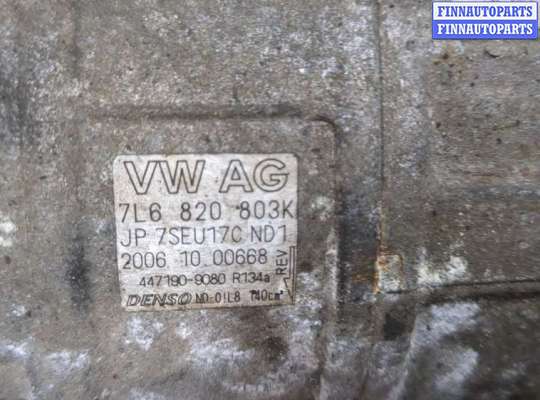 FINNAUTOPARTS
FINNAUTOPARTS
VW AG
7L6 820 803K
JP 7SEU17C ND1
2006 10 00668
REV
447190-9080 R134a
DENSO ND-OIL8 140cm³